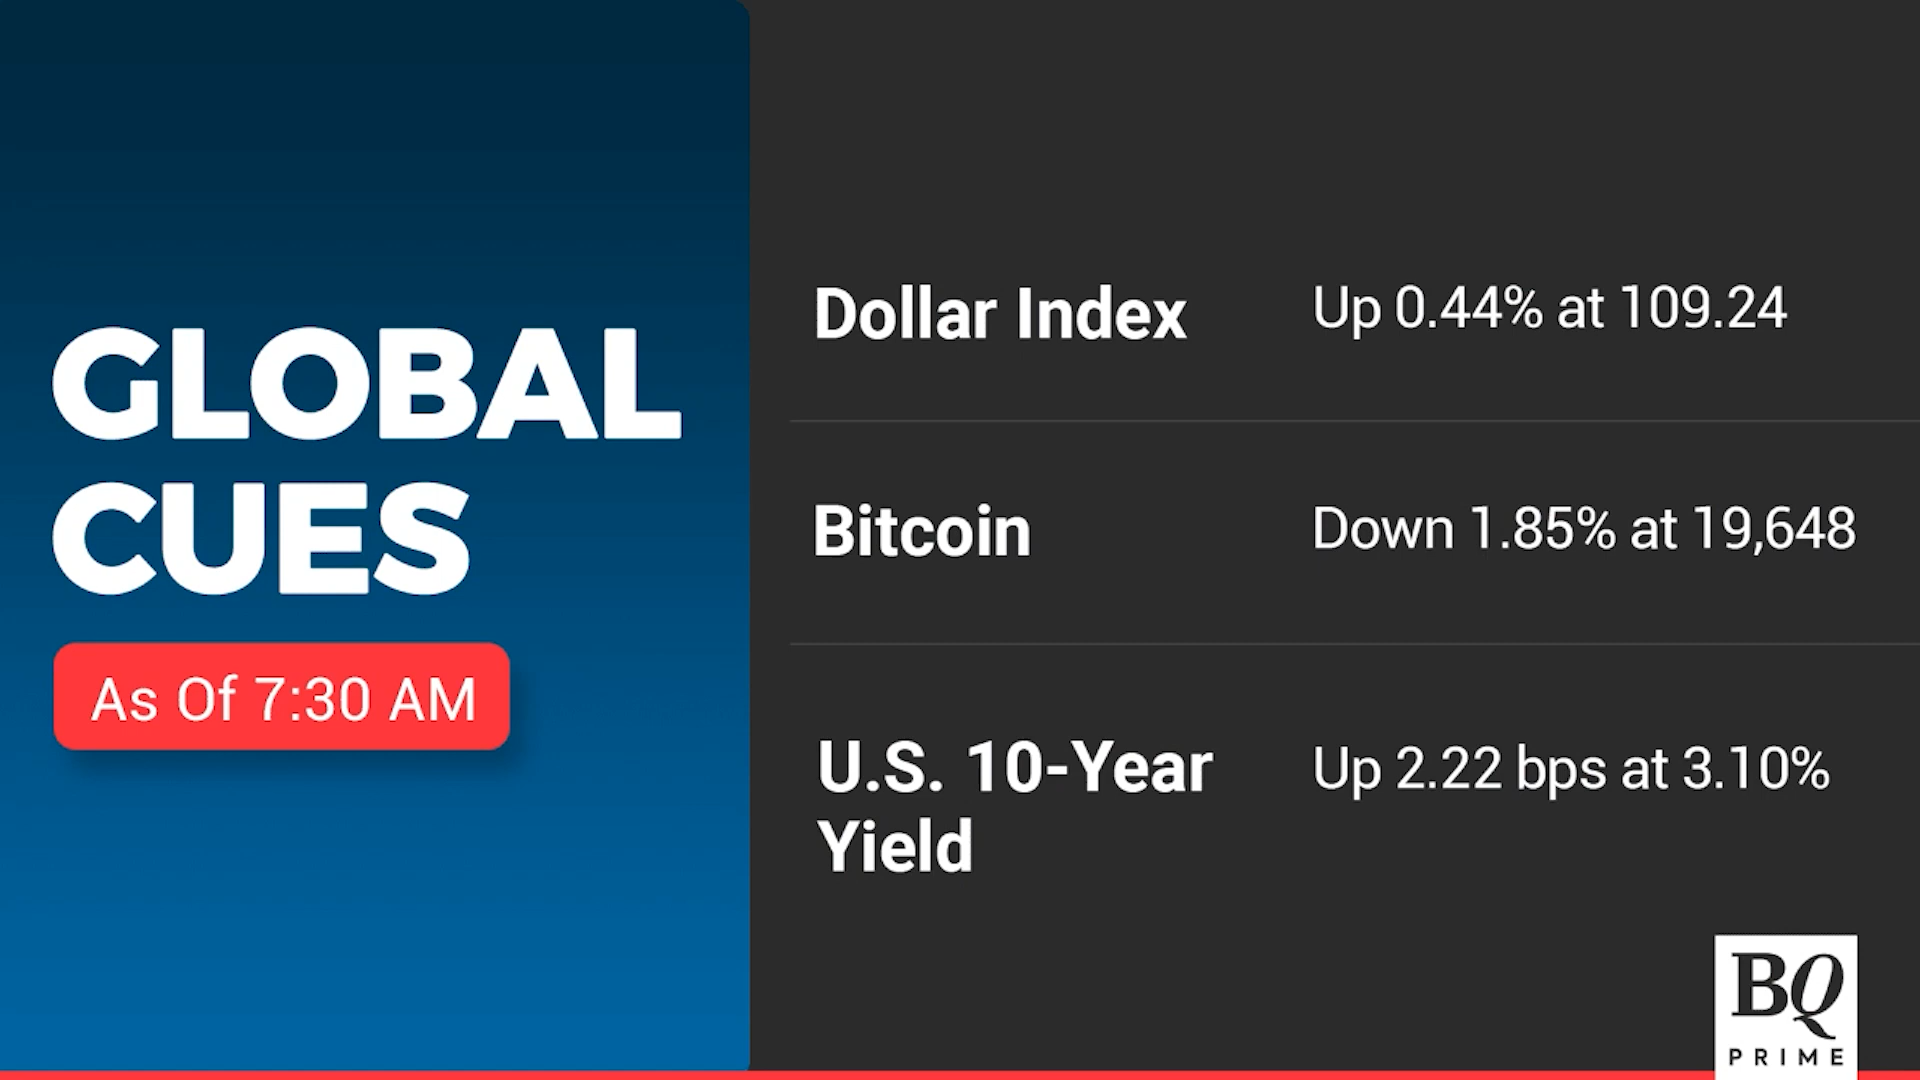 GLOBAL
CUES
As Of 7:30 AM
Dollar Index Up 0.44% at 109.24
Bitcoin Down 1.85% at 19,648
U.S. 10-Year Up 2.22 bps at 3.10%
Yield
BQ
PRIME